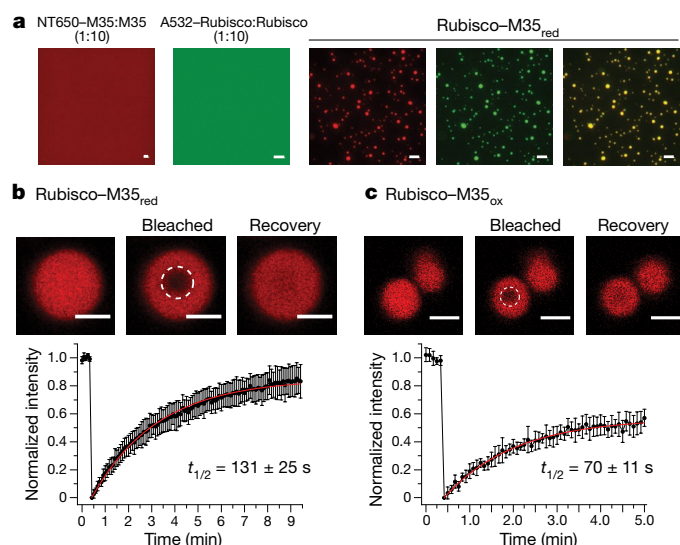 a
NT650–M35:M35
(1:10)
A532–Rubisco:Rubisco
(1:10)
Rubisco–M35red
b Rubisco–M35red
Bleached
Recovery
1.0
0.8
0.6
0.4
0.2
0
Normalized intensity
t1/2 = 131 ± 25 s
0 1 2 3 4 5 6 7 8 9
Time (min)
c Rubisco–M35ox
Bleached
Recovery
1.0
0.8
0.6
0.4
0.2
0
Normalized intensity
t1/2 = 70 ± 11 s
0 1.0 2.0 3.0 4.0 5.0
Time (min)